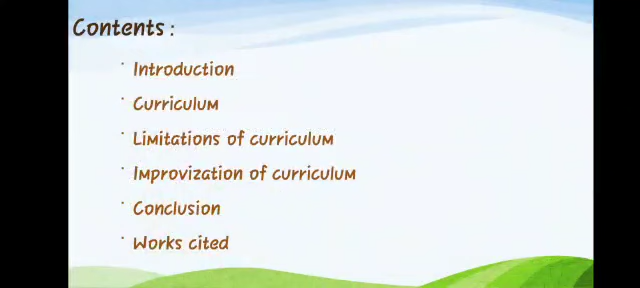 Contents :
· Introduction
· Curriculum
· Limitations of curriculum
· Improvization of curriculum
· Conclusion
· Works cited